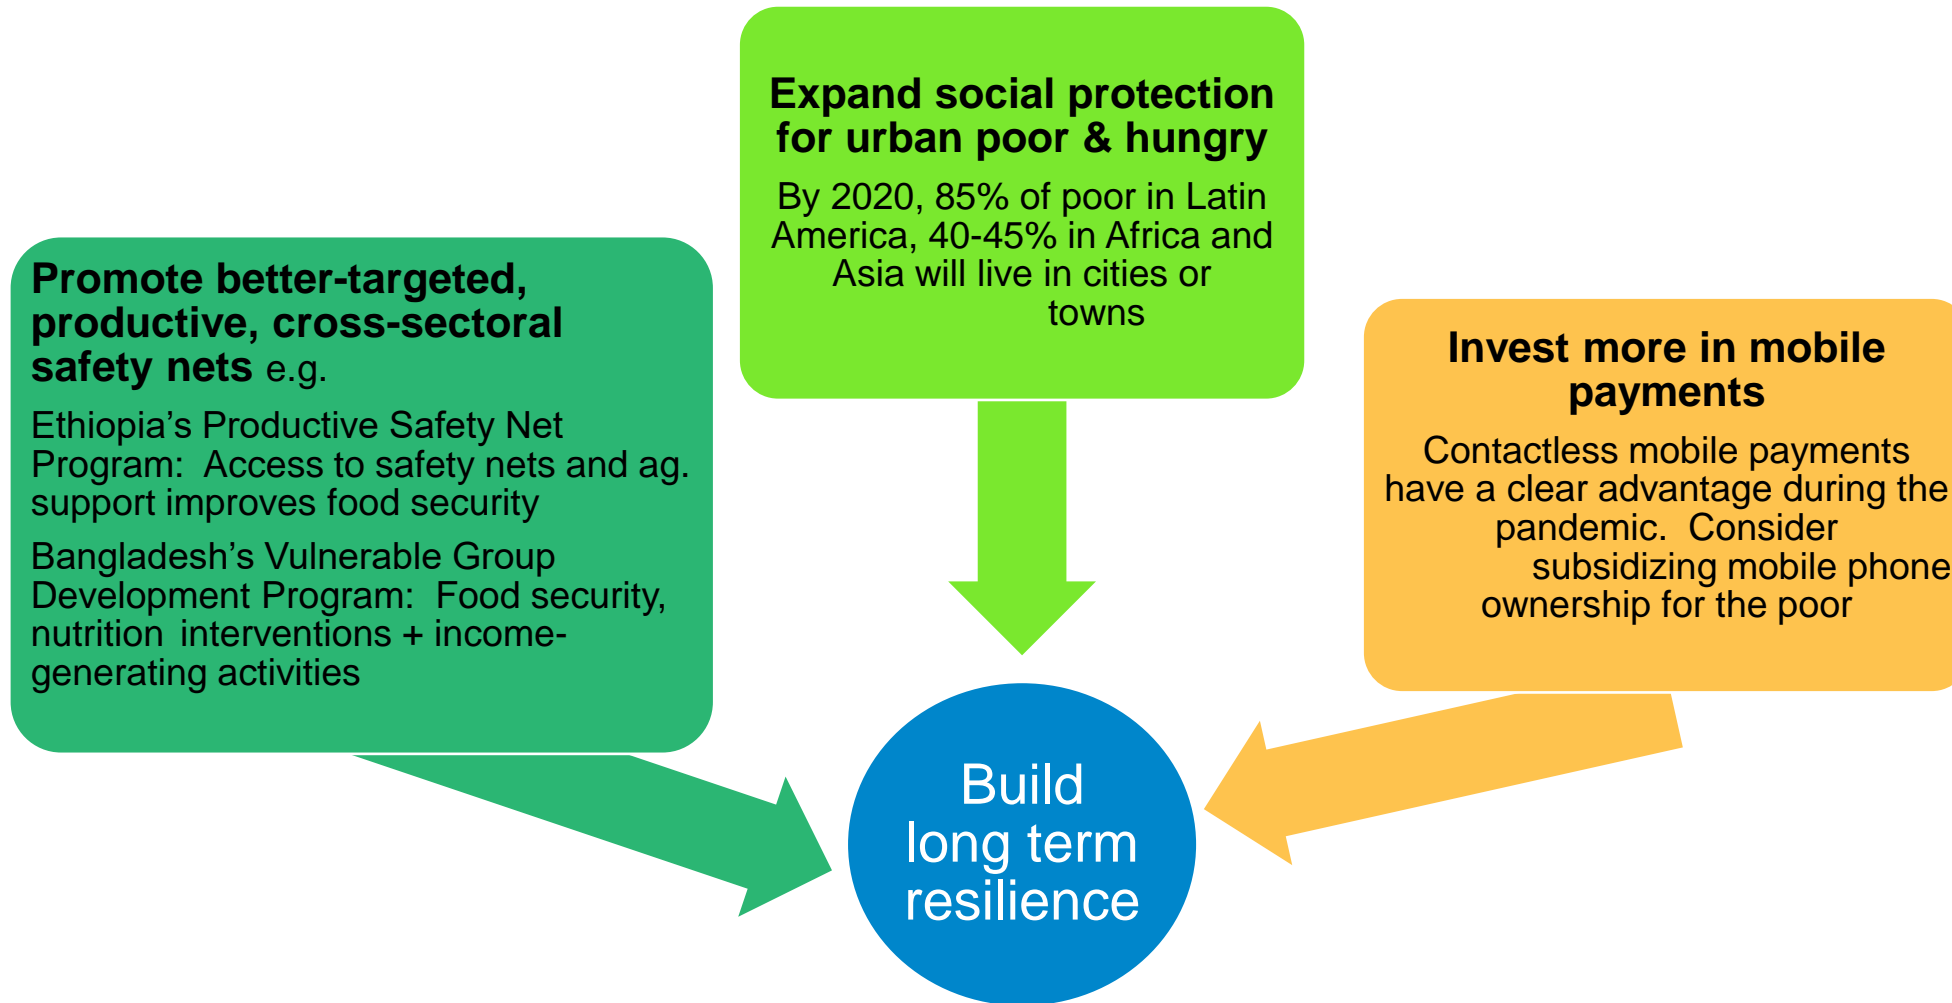 Expand social protection
for urban poor & hungry
By 2020, 85% of poor in Latin
America, 40-45% in Africa and
Asia will live in cities or
towns
Promote better-targeted,
productive, cross-sectoral
safety nets e.g.
Ethiopia’s Productive Safety Net
Program: Access to safety nets and ag.
support improves food security
Bangladesh’s Vulnerable Group
Development Program: Food security,
nutrition interventions + income-
generating activities
Invest more in mobile
payments
Contactless mobile payments
have a clear advantage during the
pandemic. Consider
subsidizing mobile phone
ownership for the poor
Build
long term
resilience